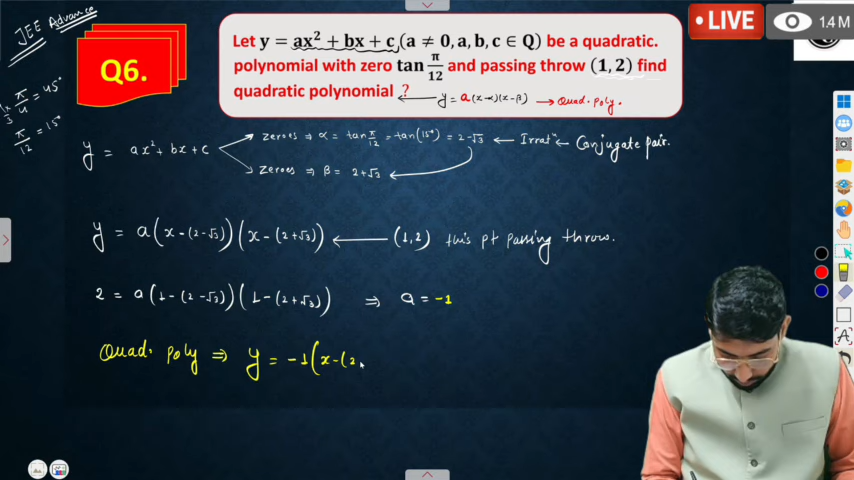 JEE Advance
LIVE
1.4 M
Q6.
Let y = ax² + bx + c, (a ≠ 0, a, b, c ∈ Q) be a quadratic.
polynomial with zero tan π/12 and passing throw (1, 2) find
quadratic polynomial ?
← y = a(x-α)(x-β) → Quad. poly.
π/4 = 45°
π/12 = 15°
y = ax² + bx + c
zeroes ⇒ α = tan π/12 = tan(15°) = 2-√3 ← Irratⁿ ← Conjugate pair.
zeroes ⇒ β = 2+√3
y = a(x-(2-√3))(x-(2+√3)) ← (1,2) this pt passing throw.
2 = a(1-(2-√3))(1-(2+√3)) ⇒ a = -1
Quad. poly ⇒ y = -1(x-(2